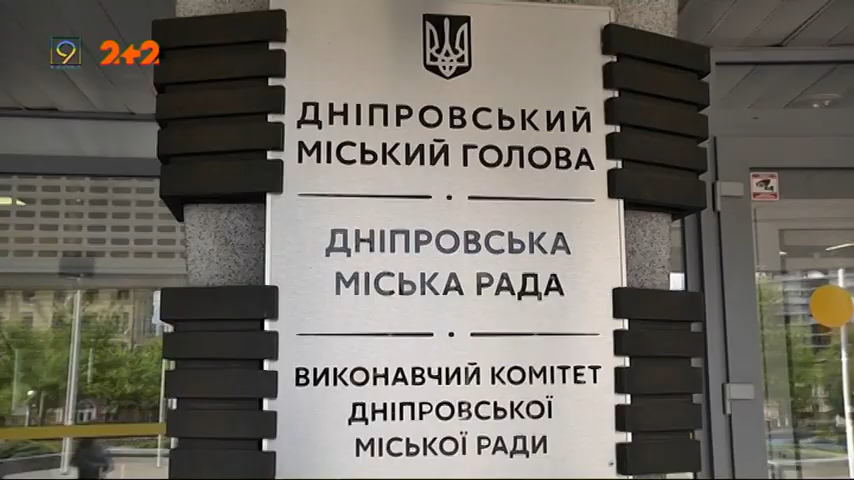 9 2+2
ДНІПРОВСЬКИЙ
МІСЬКИЙ ГОЛОВА
ДНІПРОВСЬКА
МІСЬКА РАДА
ВИКОНАВЧИЙ КОМІТЕТ
ДНІПРОВСЬКОЇ
МІСЬКОЇ РАДИ